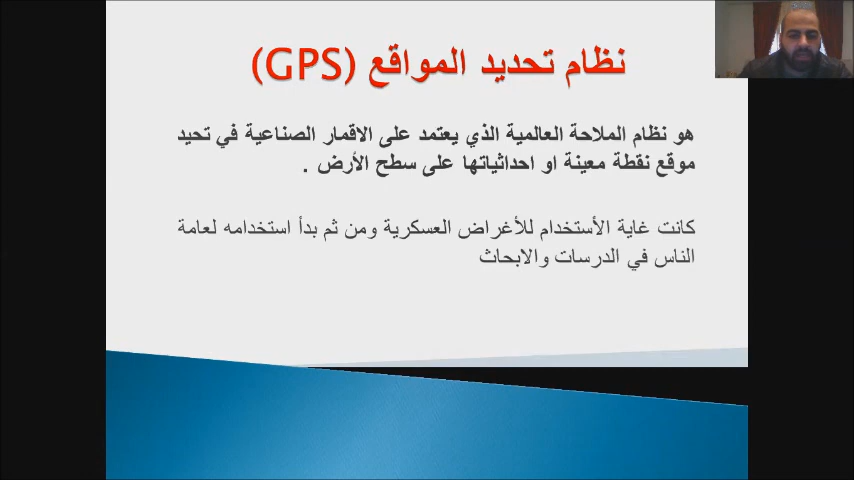 نظام تحديد المواقع (GPS)
هو نظام الملاحة العالمية الذي يعتمد على الاقمار الصناعية في تحيد
موقع نقطة معينة او احداثياتها على سطح الأرض .
كانت غاية الأستخدام للأغراض العسكرية ومن ثم بدأ استخدامه لعامة
الناس في الدرسات والابحاث